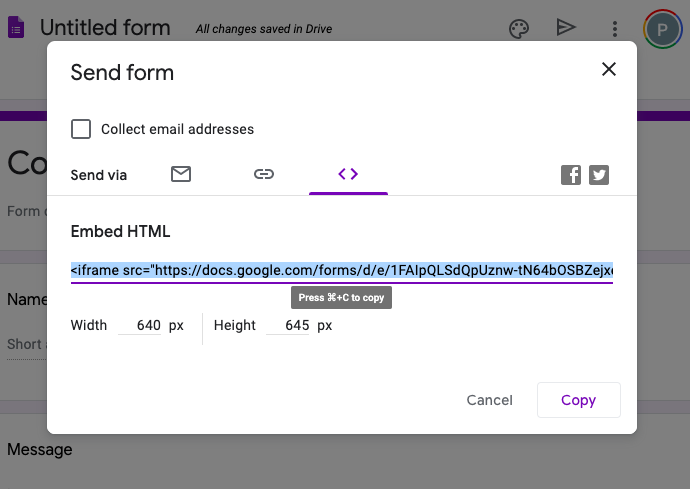 Untitled form
All changes saved in Drive
P
Send form
Collect email addresses
Co
Send via
Form
Embed HTML
<iframe src="https://docs.google.com/forms/d/e/1FAIpQLSdQpUznw-tN64bOSBZejx
Press ⌘+C to copy
Name
Width 640 px Height 645 px
Short
Cancel Copy
Message